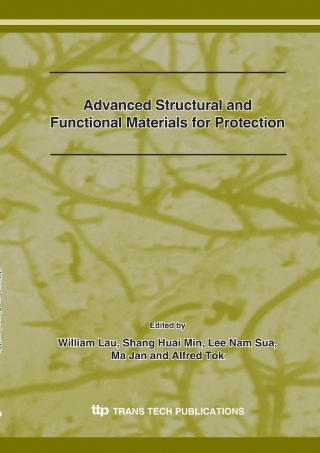 Advanced Structural and
Functional Materials for Protection
Edited by
William Lau, Shang Huai Min, Lee Nam Sua,
Ma Jan and Alfred Tok
ttp TRANS TECH PUBLICATIONS